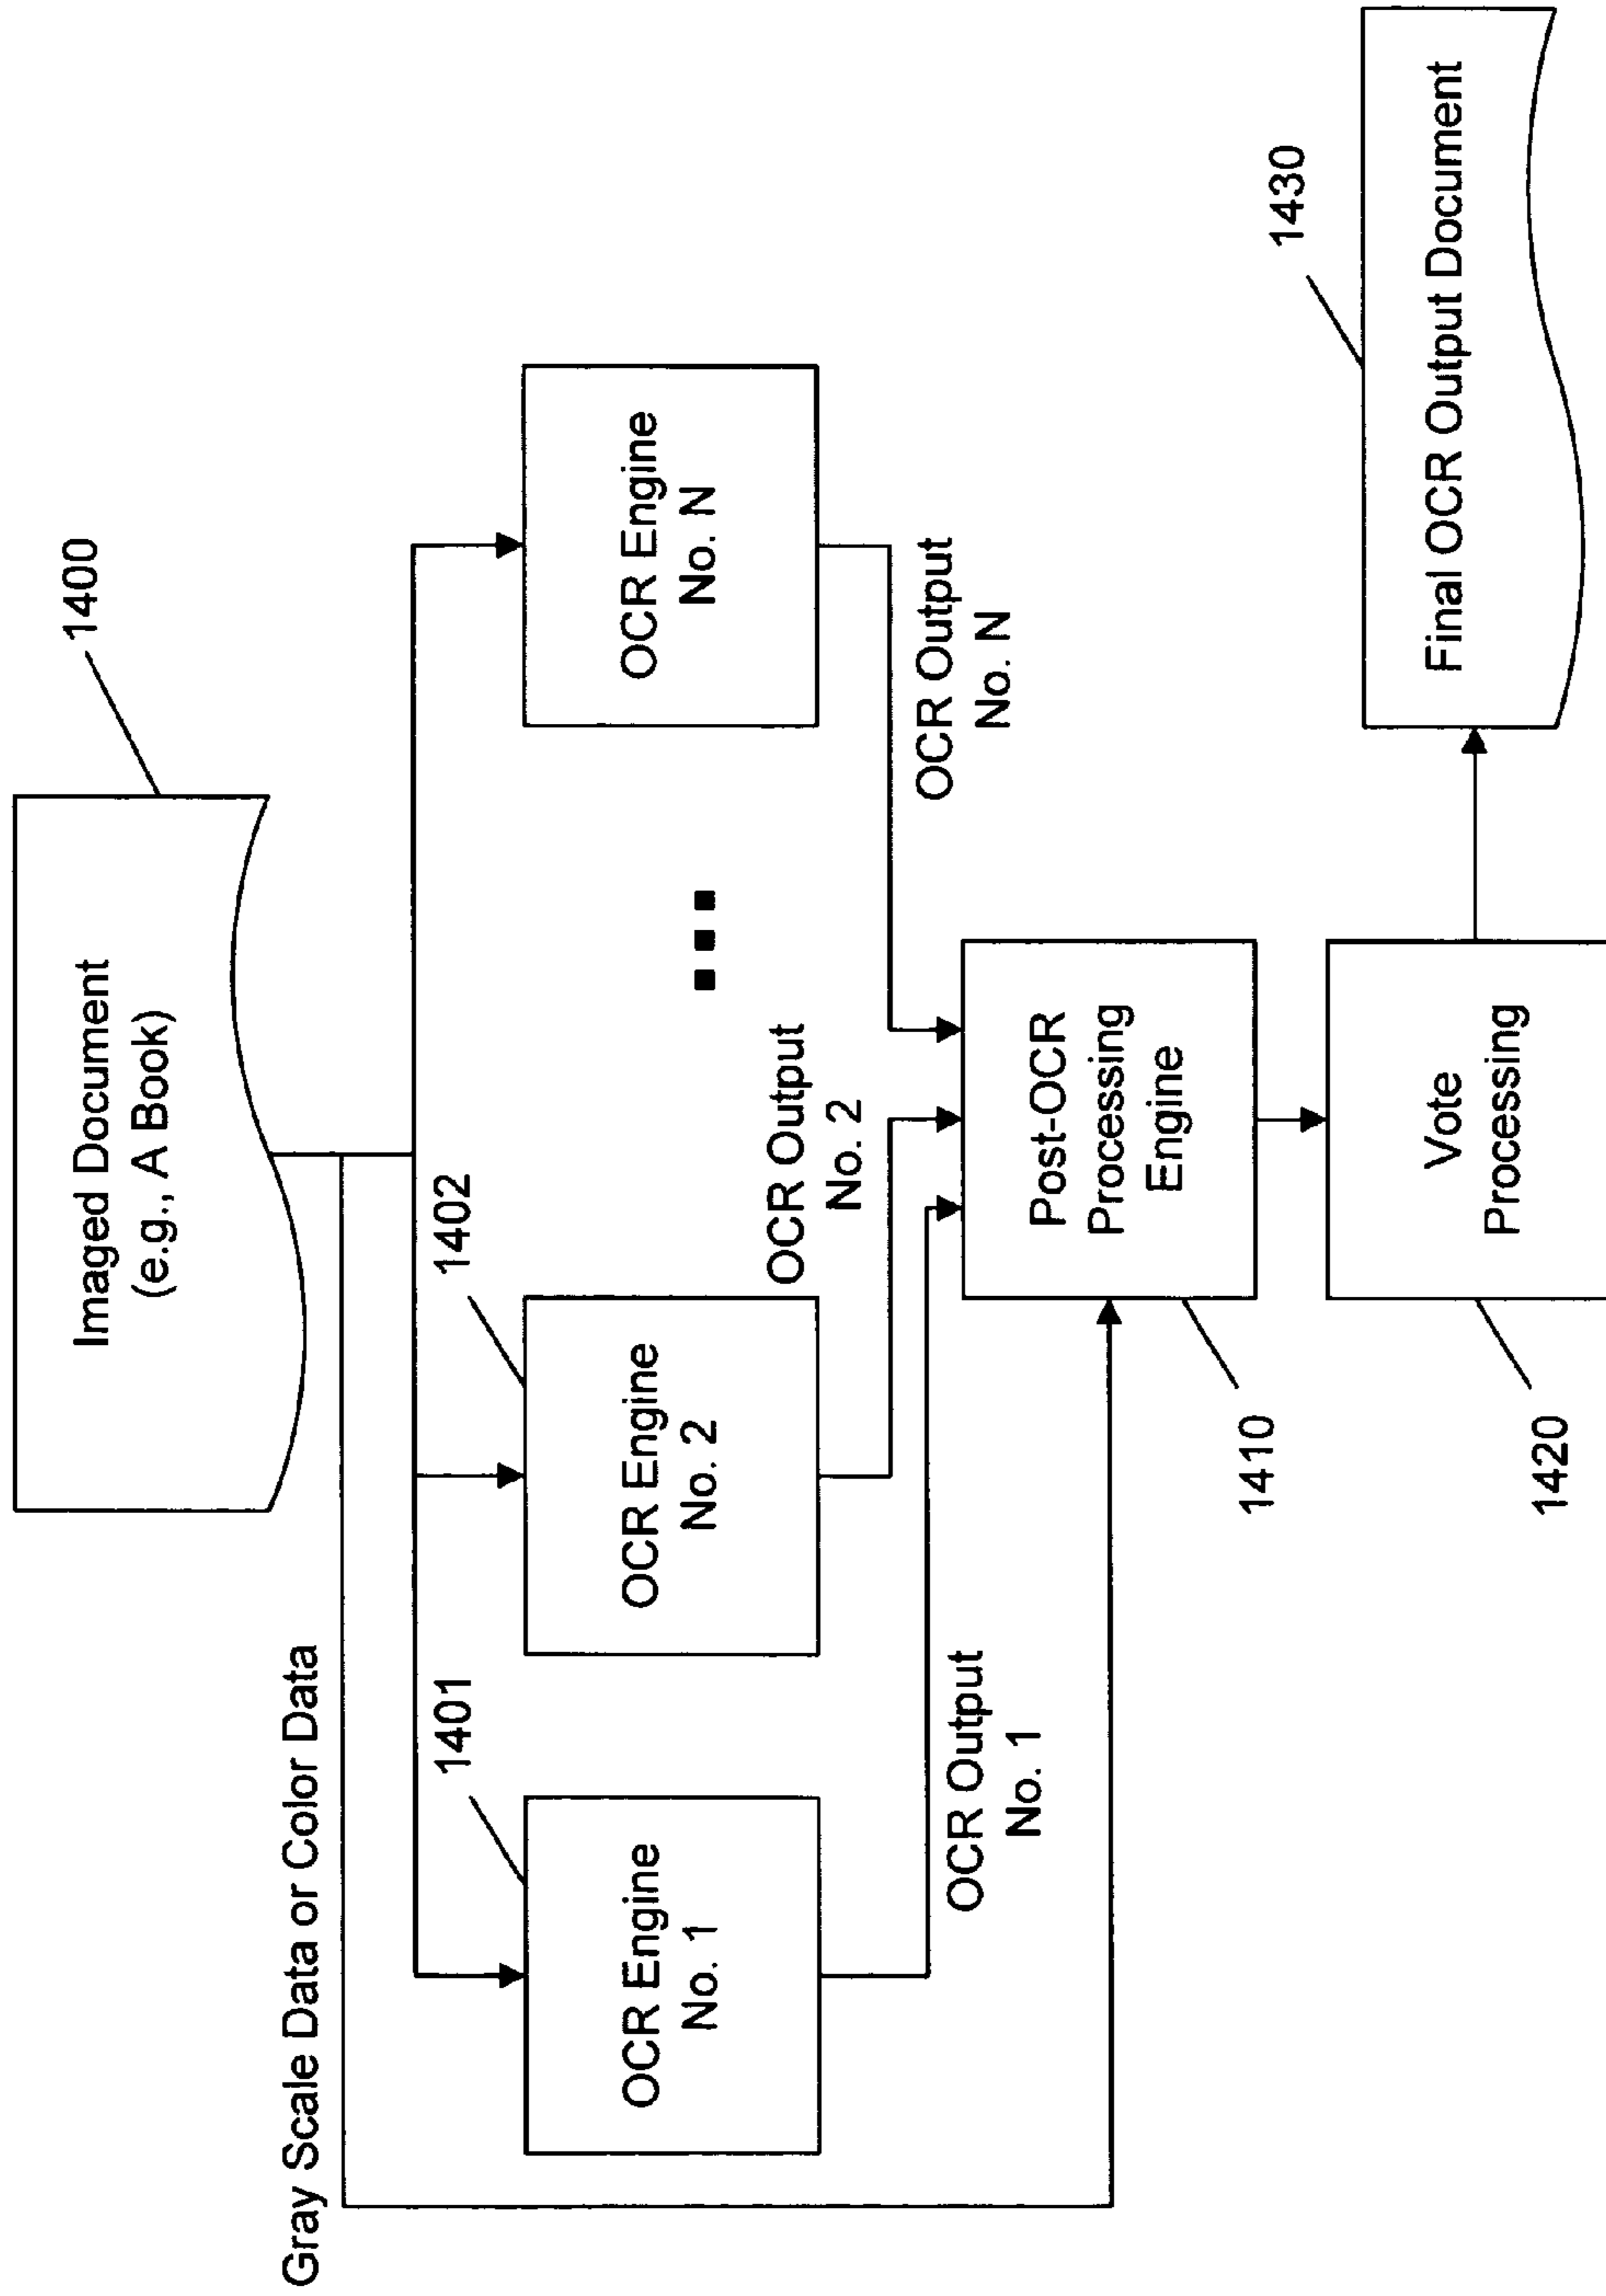 1400
Imaged Document
(e.g., A Book)
Gray Scale Data or Color Data
1401
1402
OCR Engine
No. 1
OCR Engine
No. 2
OCR Engine
No. N
OCR Output
No. 1
OCR Output
No. 2
OCR Output
No. N
1410
Post-OCR
Processing
Engine
1420
Vote
Processing
1430
Final OCR Output Document